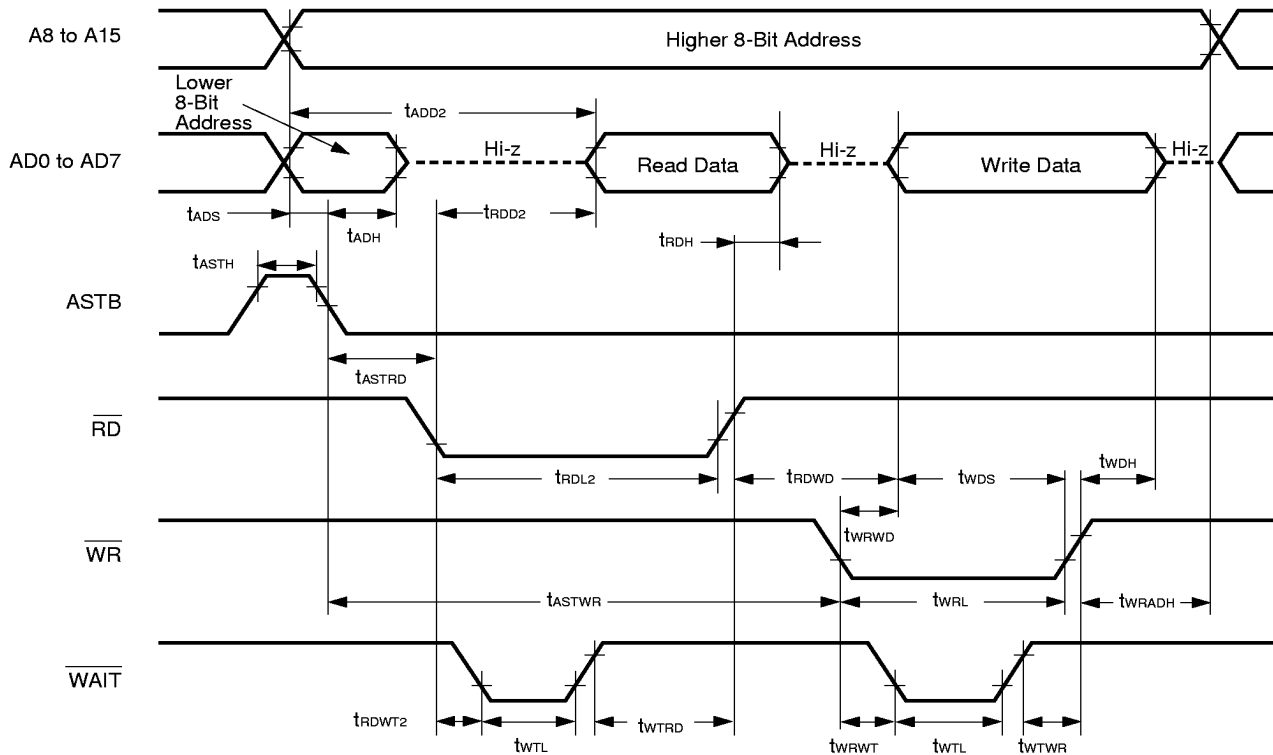 A8 to A15
Higher 8-Bit Address
Lower
8-Bit
Address
tADD2
AD0 to AD7
Hi-z
Read Data
Hi-z
Write Data
Hi-z
tADS
tADH
tRDD2
tRDH
tASTH
ASTB
tASTRD
RD
tRDL2
tRDWD
tWDS
tWDH
WR
tWRWD
tASTWR
tWRL
tWRADH
WAIT
tRDWT2
tWTL
tWTRD
tWRWT
tWTL
tWTWR